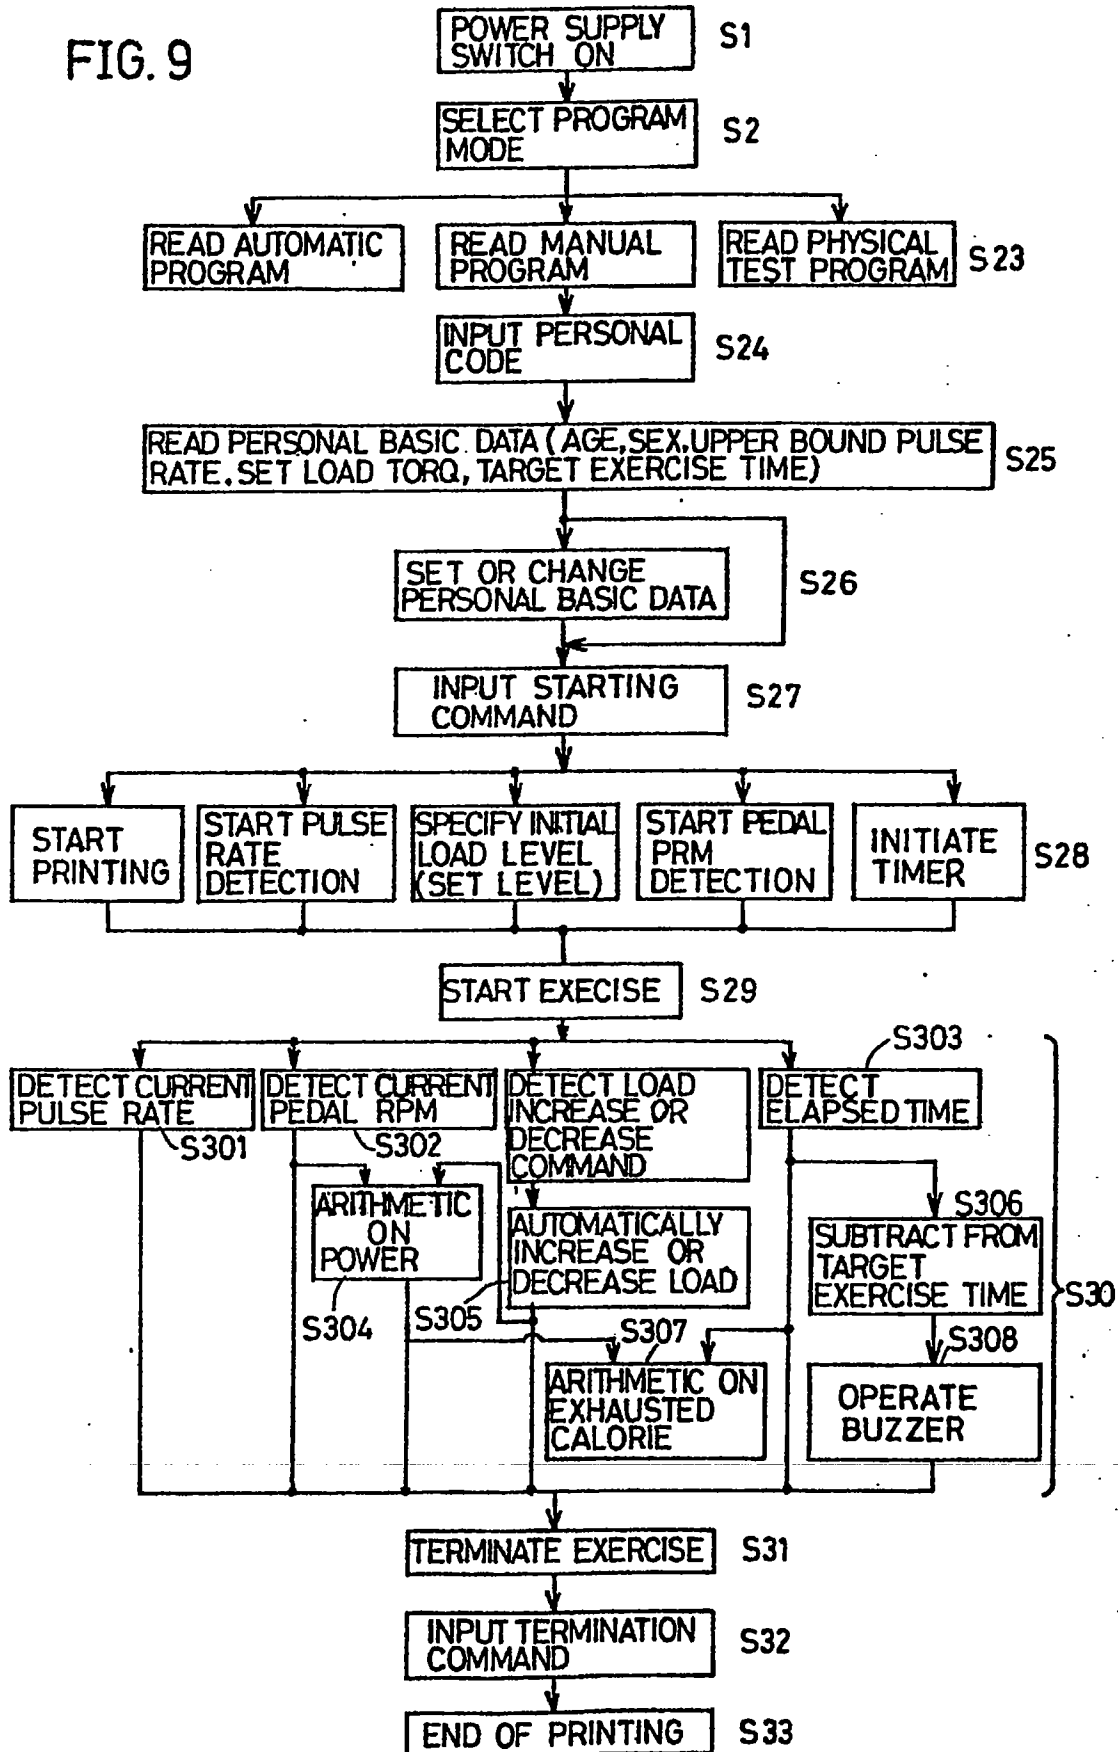 FIG. 9
POWER SUPPLY
SWITCH ON
S1
SELECT PROGRAM
MODE
S2
READ AUTOMATIC
PROGRAM
READ MANUAL
PROGRAM
READ PHYSICAL
TEST PROGRAM
S23
INPUT PERSONAL
CODE
S24
READ PERSONAL BASIC DATA (AGE, SEX, UPPER BOUND PULSE
RATE. SET LOAD TORQ, TARGET EXERCISE TIME)
S25
SET OR CHANGE
PERSONAL BASIC DATA
S26
INPUT STARTING
COMMAND
S27
START
PRINTING
START PULSE
RATE
DETECTION
SPECIFY INITIAL
LOAD LEVEL
(SET LEVEL)
START PEDAL
PRM
DETECTION
INITIATE
TIMER
S28
START EXECISE
S29
S303
DETECT CURRENT
PULSE RATE
S301
DETECT CURRENT
PEDAL RPM
S302
DETECT LOAD
INCREASE OR
DECREASE
COMMAND
DETECT
ELAPSED TIME
ARITHMETIC
ON
POWER
S304
AUTOMATICALLY
INCREASE OR
DECREASE LOAD
S305
S306
SUBTRACT FROM
TARGET
EXERCISE TIME
S30
S307
ARITHMETIC ON
EXHAUSTED
CALORIE
S308
OPERATE
BUZZER
TERMINATE EXERCISE
S31
INPUT TERMINATION
COMMAND
S32
END OF PRINTING
S33